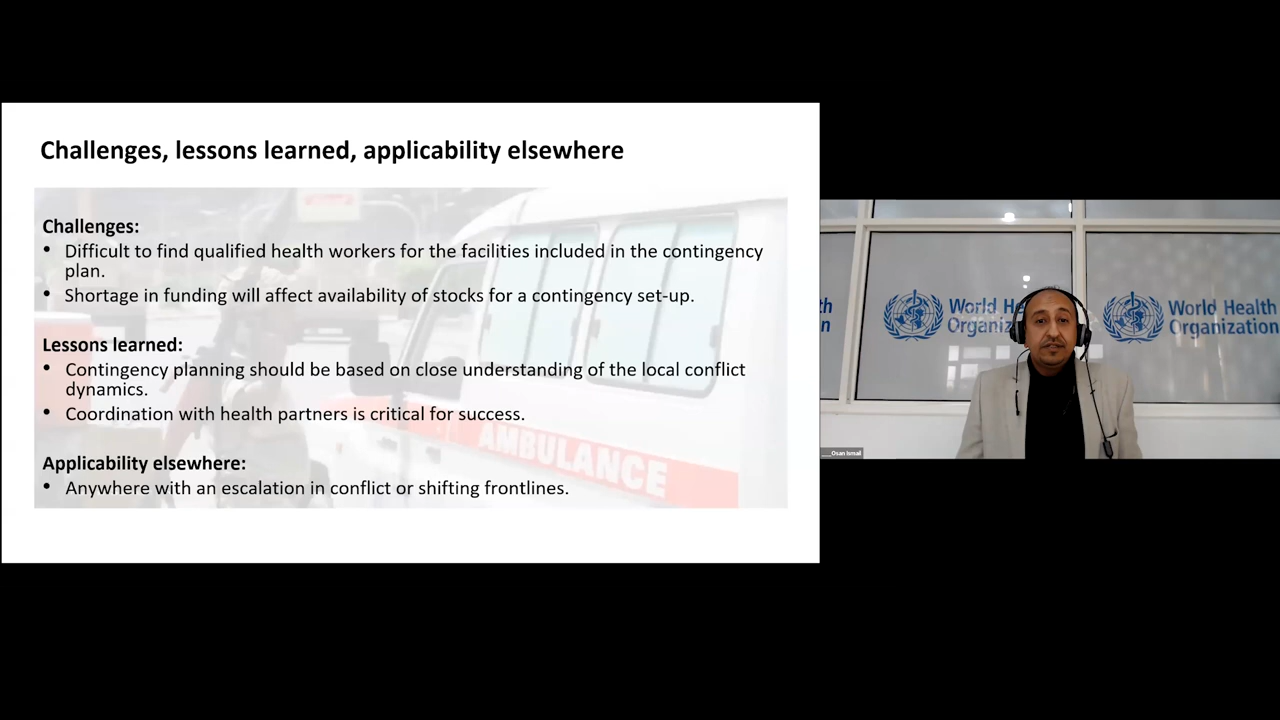 Challenges, lessons learned, applicability elsewhere
Challenges:
• Difficult to find qualified health workers for the facilities included in the contingency
plan.
• Shortage in funding will affect availability of stocks for a contingency set-up.
Lessons learned:
• Contingency planning should be based on close understanding of the local conflict
dynamics.
• Coordination with health partners is critical for success.
Applicability elsewhere:
• Anywhere with an escalation in conflict or shifting frontlines.
AMBULANCE
World Health
Organization
Osan Ismail